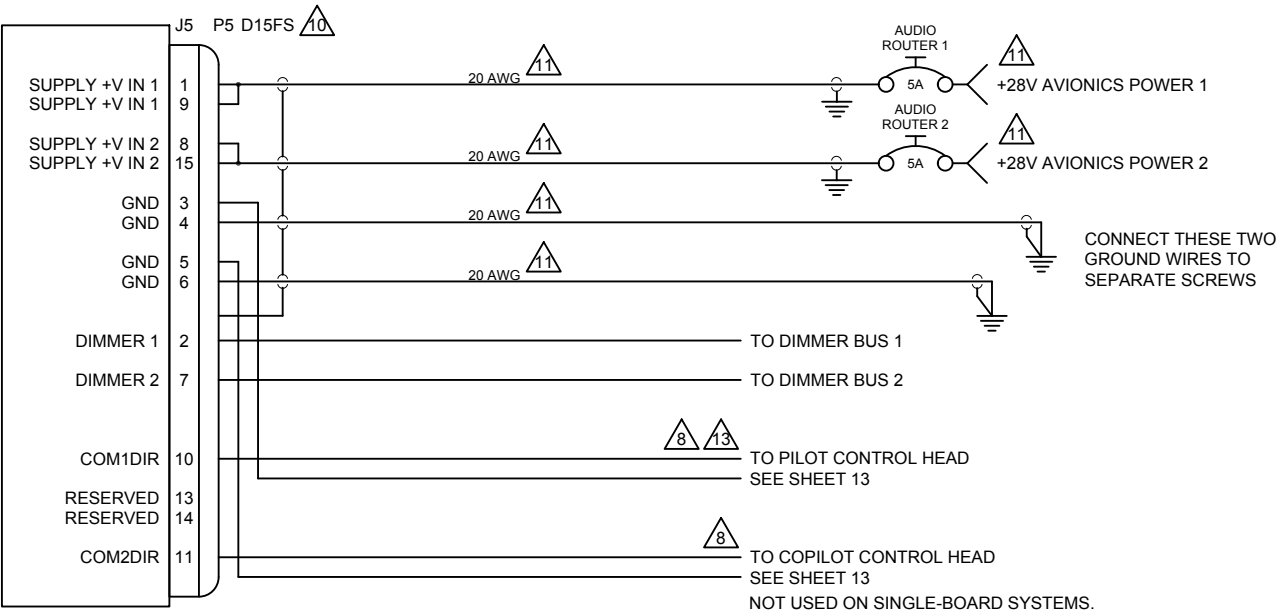 J5 P5 D15FS 10
AUDIO
ROUTER 1
SUPPLY +V IN 1 1 20 AWG 11 5A 11 +28V AVIONICS POWER 1
SUPPLY +V IN 1 9
AUDIO
ROUTER 2
SUPPLY +V IN 2 8
SUPPLY +V IN 2 15 20 AWG 11 5A 11 +28V AVIONICS POWER 2
GND 3
GND 4 20 AWG 11
CONNECT THESE TWO
GROUND WIRES TO
SEPARATE SCREWS
GND 5
GND 6 20 AWG 11
DIMMER 1 2 TO DIMMER BUS 1
DIMMER 2 7 TO DIMMER BUS 2
COM1DIR 10 8 13 TO PILOT CONTROL HEAD
SEE SHEET 13
RESERVED 13
RESERVED 14
COM2DIR 11 8 TO COPILOT CONTROL HEAD
SEE SHEET 13
NOT USED ON SINGLE-BOARD SYSTEMS.